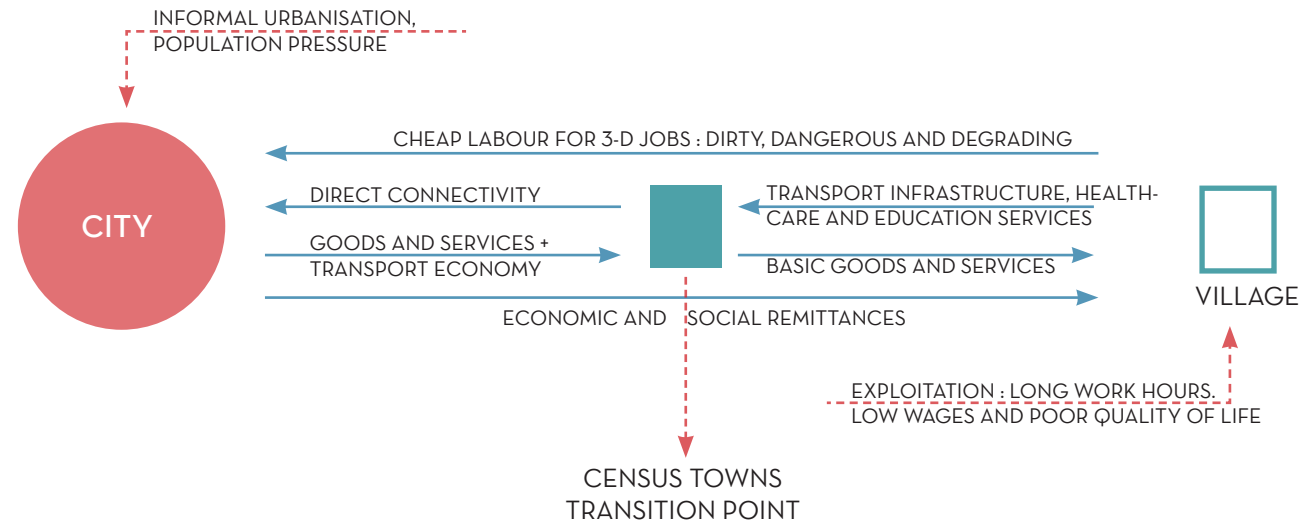 INFORMAL URBANISATION,
POPULATION PRESSURE
CHEAP LABOUR FOR 3-D JOBS : DIRTY, DANGEROUS AND DEGRADING
DIRECT CONNECTIVITY
TRANSPORT INFRASTRUCTURE, HEALTH-
CARE AND EDUCATION SERVICES
CITY
GOODS AND SERVICES +
TRANSPORT ECONOMY
BASIC GOODS AND SERVICES
VILLAGE
ECONOMIC AND SOCIAL REMITTANCES
EXPLOITATION : LONG WORK HOURS.
LOW WAGES AND POOR QUALITY OF LIFE
CENSUS TOWNS
TRANSITION POINT